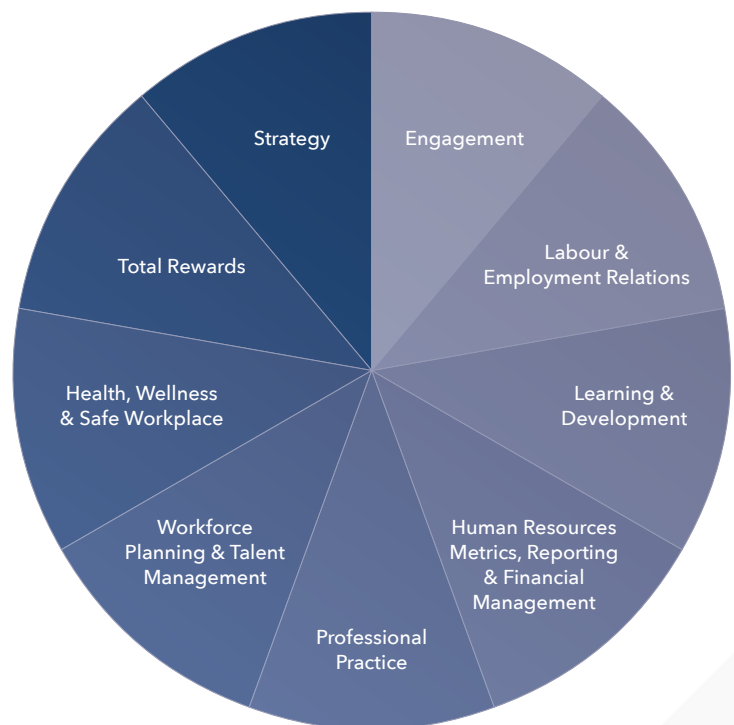 Strategy
Engagement
Total Rewards
Labour &
Employment Relations
Health, Wellness
& Safe Workplace
Learning &
Development
Workforce
Planning & Talent
Management
Human Resources
Metrics, Reporting
& Financial
Management
Professional
Practice